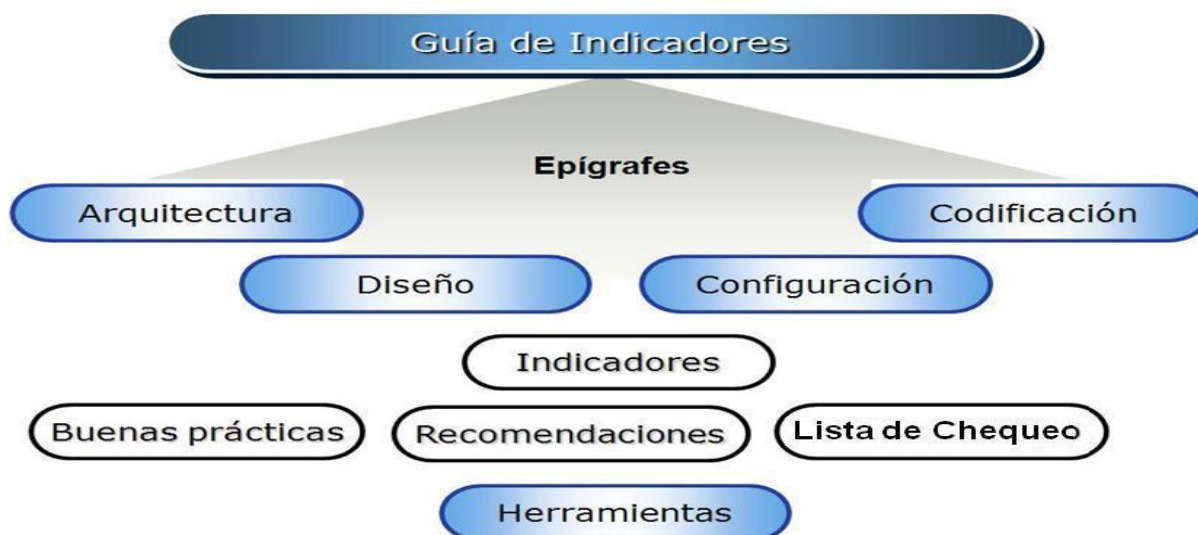 Guía de Indicadores
Epígrafes
Arquitectura
Codificación
Diseño
Configuración
Indicadores
Buenas prácticas
Recomendaciones
Lista de Chequeo
Herramientas